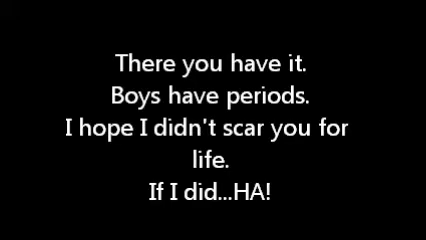 There you have it.
Boys have periods.
I hope I didn't scar you for
life.
If I did...HA!